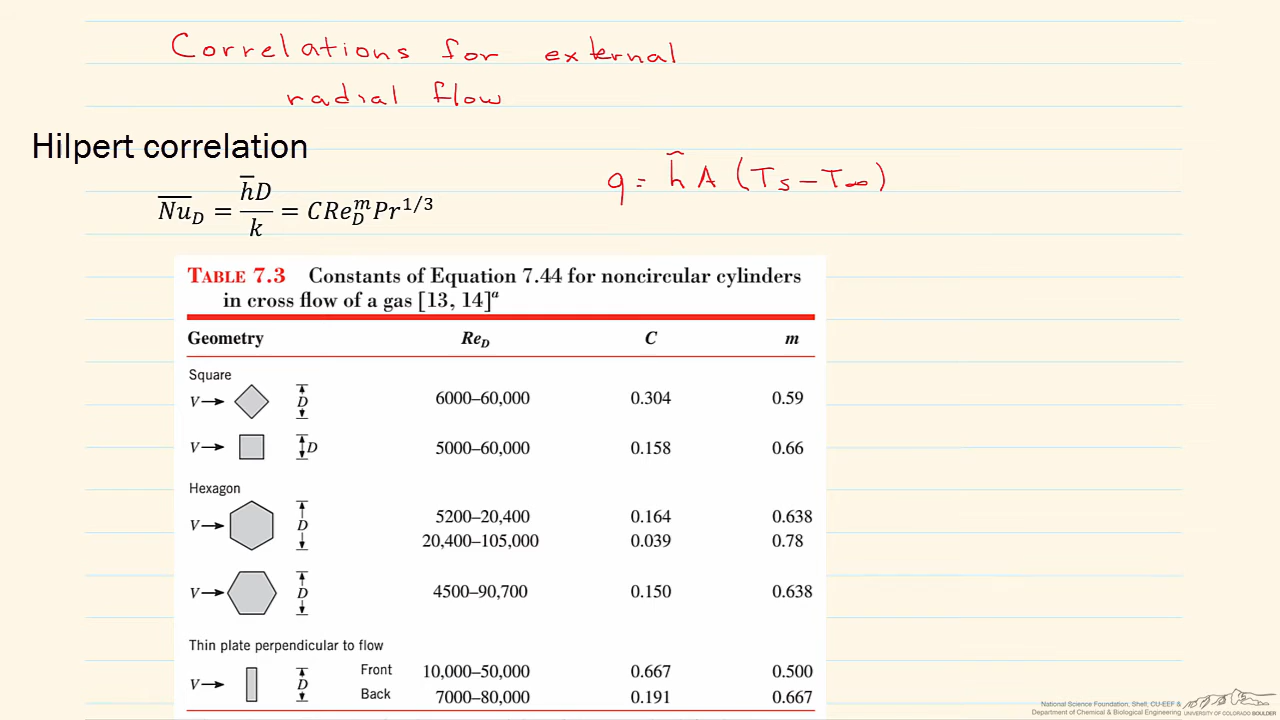 Correlations for external
radial flow
Hilpert correlation
q = h̄ A (Ts − T∞)
N̅u̅_D = h̄D/k = CRe_D^m Pr^1/3
TABLE 7.3 Constants of Equation 7.44 for noncircular cylinders
in cross flow of a gas [13, 14]ᵃ
Geometry Re_D C m
Square
V→ D 6000–60,000 0.304 0.59
V→ D 5000–60,000 0.158 0.66
Hexagon
V→ D 5200–20,400 0.164 0.638
20,400–105,000 0.039 0.78
V→ D 4500–90,700 0.150 0.638
Thin plate perpendicular to flow
V→ D Front 10,000–50,000 0.667 0.500
Back 7000–80,000 0.191 0.667
National Science Foundation, Shell, CU-EEF &
Department of Chemical & Biological Engineering UNIVERSITY OF COLORADO BOULDER